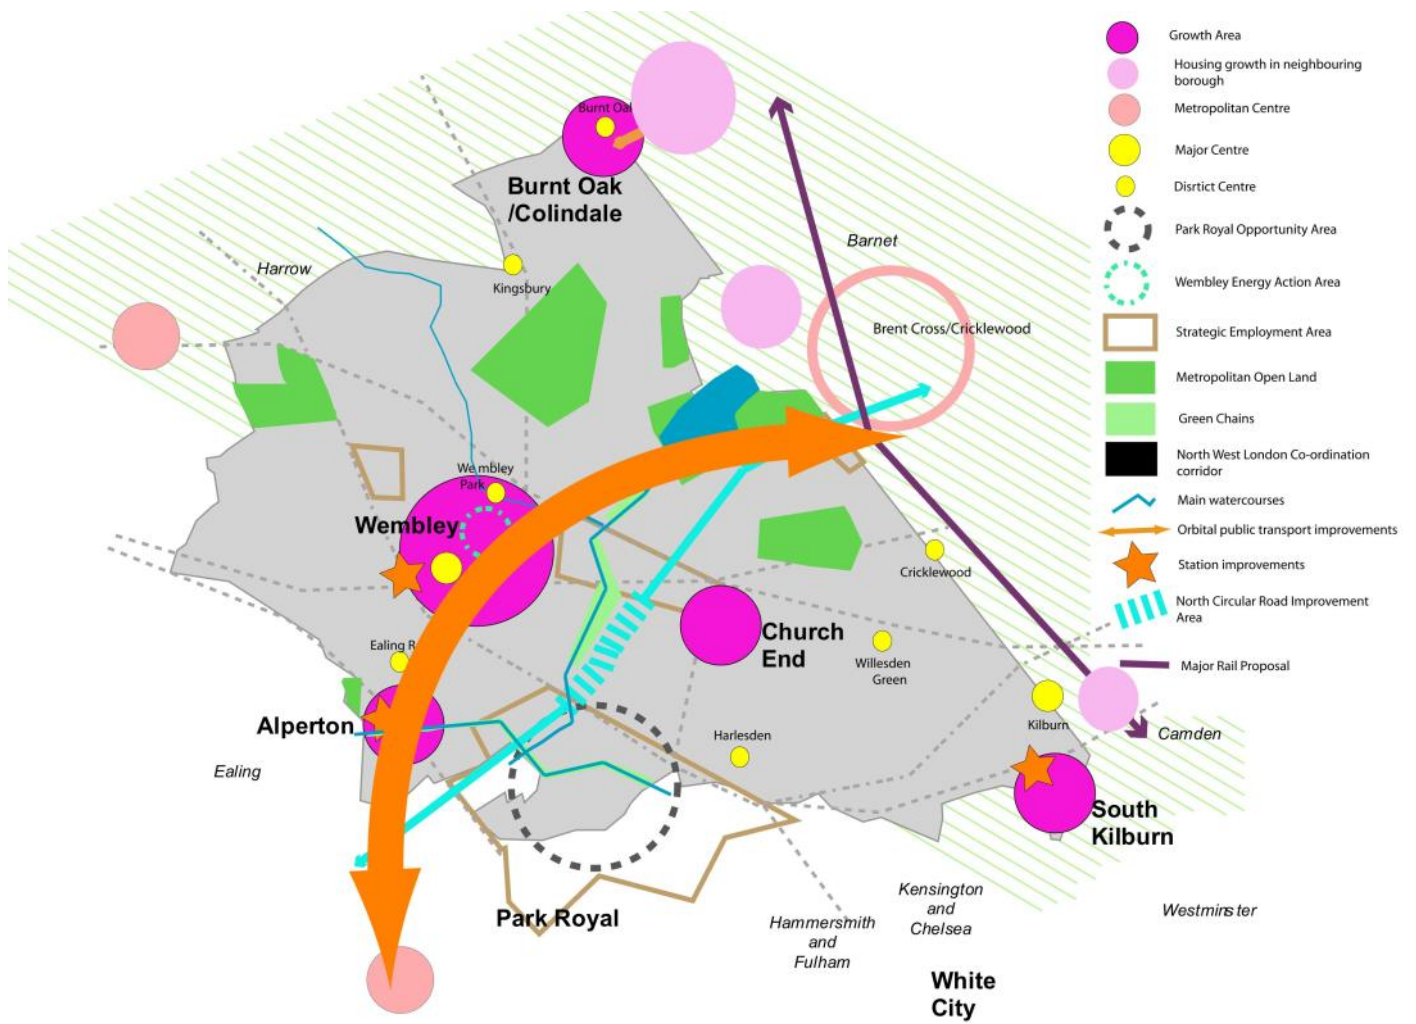 Burnt Oak
Burnt Oak
/Colindale
Harrow
Kingsbury
Barnet
Brent Cross/Cricklewood
Wembley
Park
Wembley
Cricklewood
Church
End
Willesden
Green
Ealing R
Alperton
Ealing
Harlesden
Kilburn
Camden
South
Kilburn
Park Royal
Hammersmith
and
Fulham
Kensington
and
Chelsea
Westminster
White
City
Growth Area
Housing growth in neighbouring
borough
Metropolitan Centre
Major Centre
Disrtict Centre
Park Royal Opportunity Area
Wembley Energy Action Area
Strategic Employment Area
Metropolitan Open Land
Green Chains
North West London Co-ordination
corridor
Main watercourses
Orbital public transport improvements
Station improvements
North Circular Road Improvement
Area
Major Rail Proposal